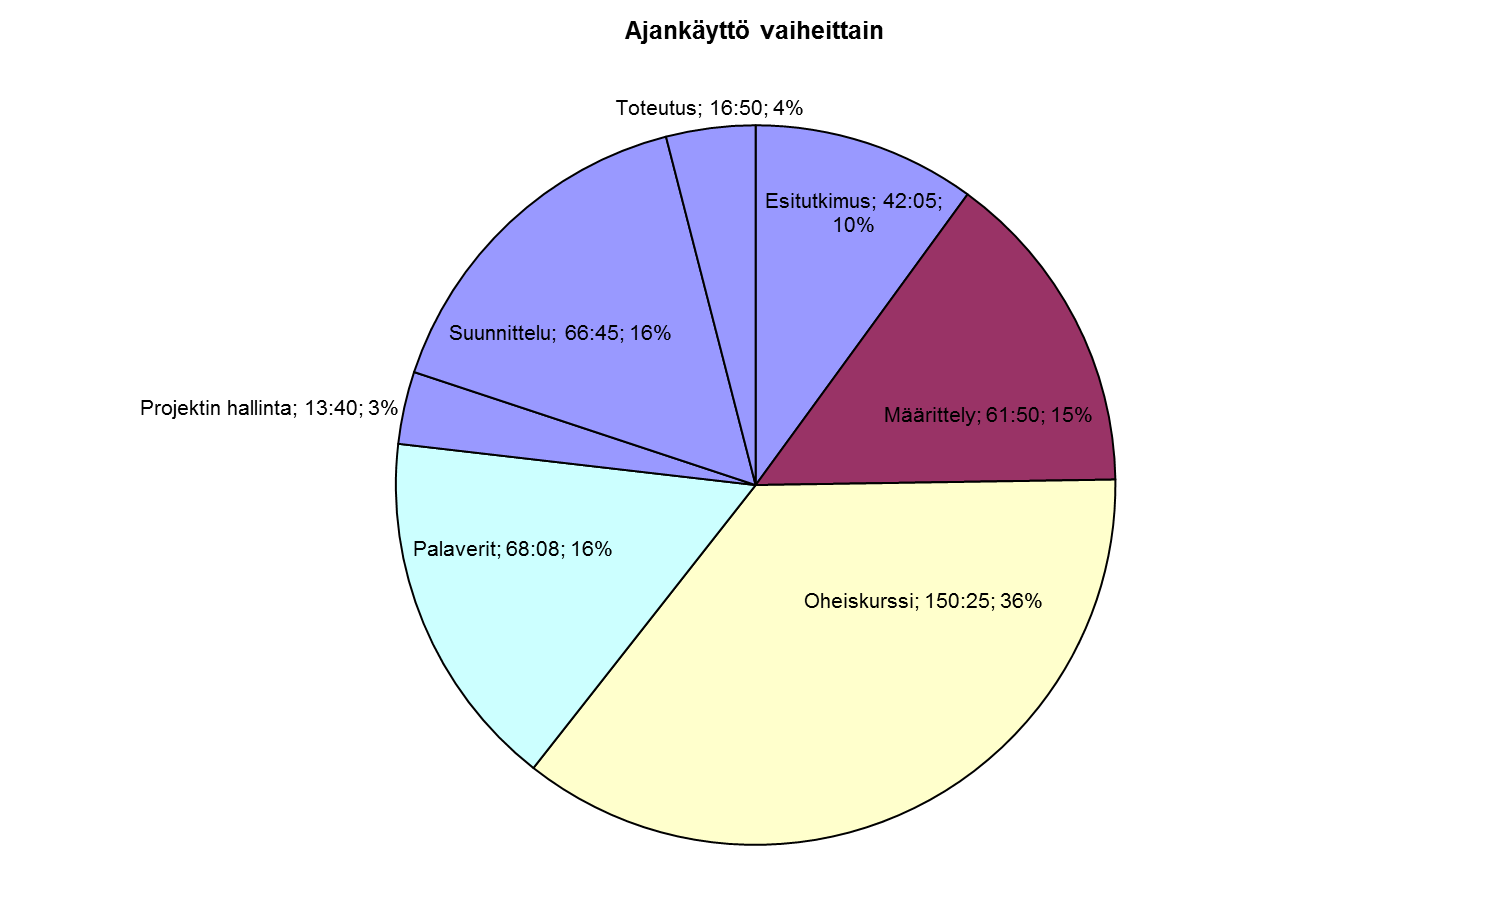 Ajankäyttö vaiheittain
Toteutus; 16:50; 4%
Esitutkimus; 42:05;
10%
Suunnittelu; 66:45; 16%
Projektin hallinta; 13:40; 3%
Määrittely; 61:50; 15%
Palaverit; 68:08; 16%
Oheiskurssi; 150:25; 36%